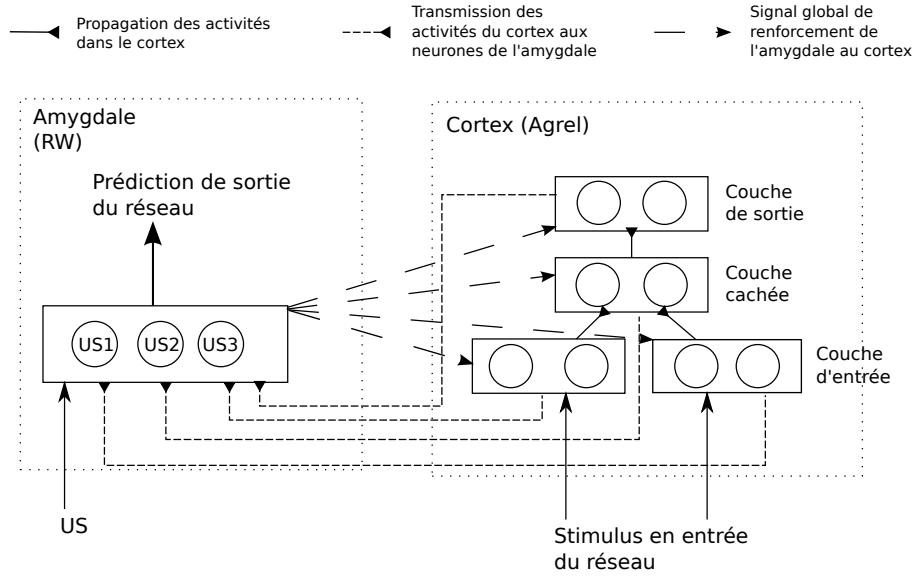 Propagation des activités
dans le cortex
Transmission des
activités du cortex aux
neurones de l'amygdale
Signal global de
renforcement de
l'amygdale au cortex
Amygdale
(RW)
Cortex (Agrel)
Prédiction de sortie
du réseau
Couche
de sortie
Couche
cachée
US1 US2 US3
Couche
d'entrée
US
Stimulus en entrée
du réseau